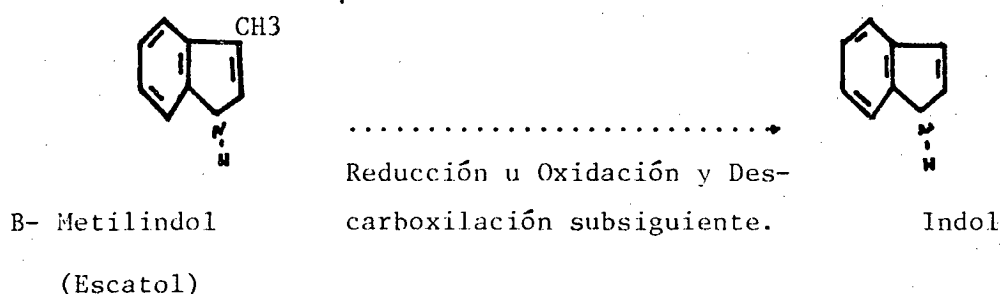 CH3
N
H
N
H
Reducción u Oxidación y Des-
B- Metilindol carboxilación subsiguiente. Indol
(Escatol)